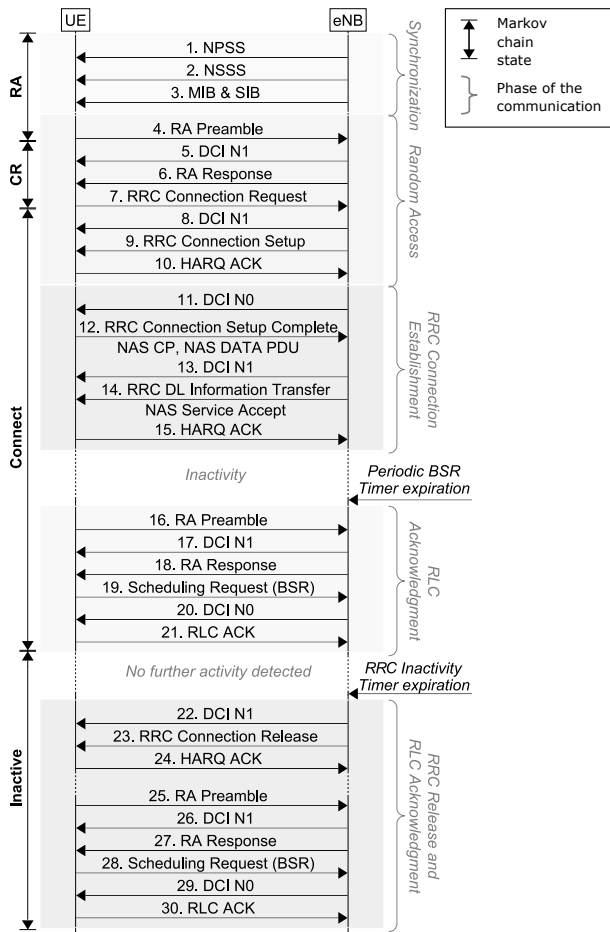 UE
eNB
Markov
chain
state
Phase of the
communication
RA
CR
Connect
Inactive
1. NPSS
2. NSSS
3. MIB & SIB
Synchronization
4. RA Preamble
5. DCI N1
6. RA Response
7. RRC Connection Request
8. DCI N1
9. RRC Connection Setup
10. HARQ ACK
Random Access
11. DCI N0
12. RRC Connection Setup Complete
NAS CP, NAS DATA PDU
13. DCI N1
14. RRC DL Information Transfer
NAS Service Accept
15. HARQ ACK
RRC Connection
Establishment
Inactivity
Periodic BSR
Timer expiration
16. RA Preamble
17. DCI N1
18. RA Response
19. Scheduling Request (BSR)
20. DCI N0
21. RLC ACK
RLC
Acknowledgment
No further activity detected
RRC Inactivity
Timer expiration
22. DCI N1
23. RRC Connection Release
24. HARQ ACK
25. RA Preamble
26. DCI N1
27. RA Response
28. Scheduling Request (BSR)
29. DCI N0
30. RLC ACK
RRC Release and
RLC Acknowledgment